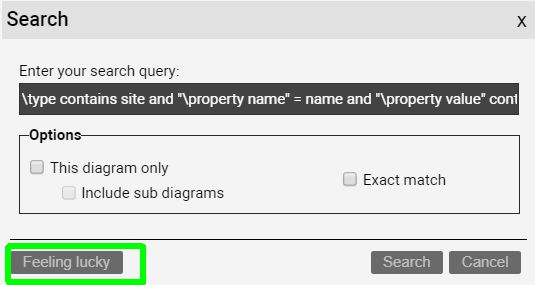 Search X
Enter your search query:
\type contains site and "\property name" = name and "\property value" cont
Options
This diagram only
Include sub diagrams
Exact match
Feeling lucky Search Cancel